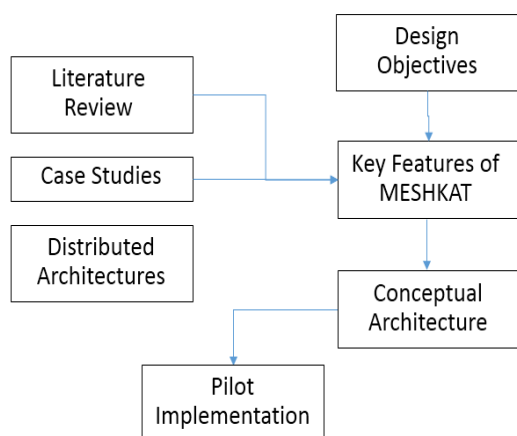 Design
Objectives
Literature
Review
Key Features of
MESHKAT
Case Studies
Distributed
Architectures
Conceptual
Architecture
Pilot
Implementation